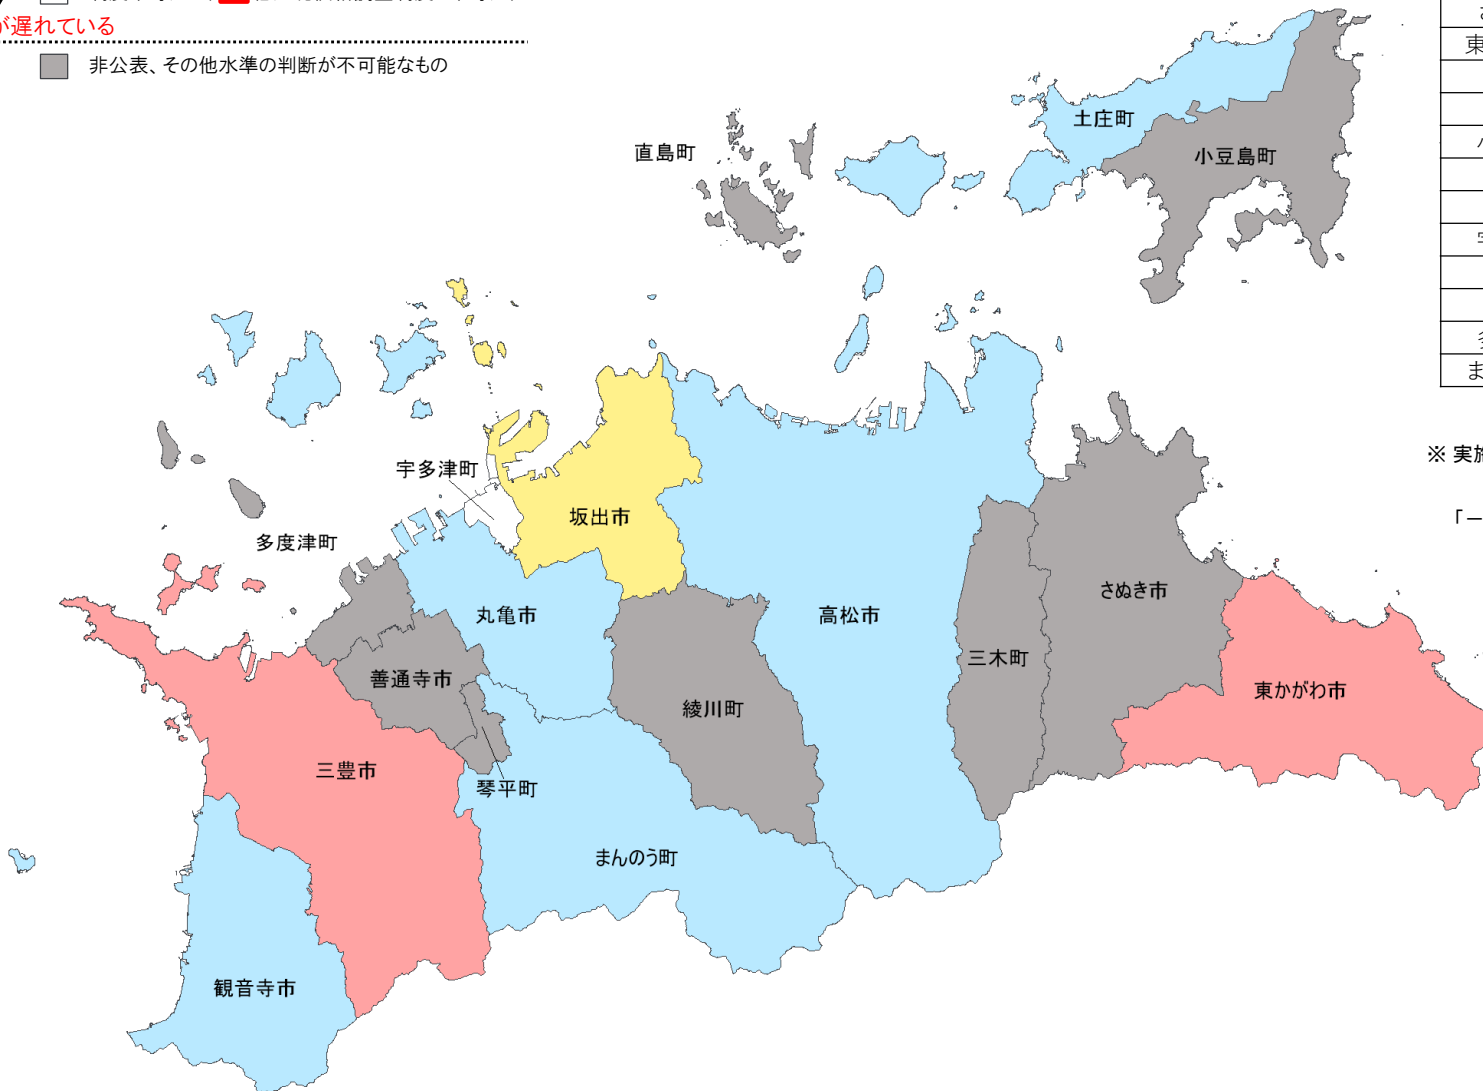 が遅れている
非公表、その他水準の判断が不可能なもの
東
ま
※ 実施
「－
土庄町
直島町
小豆島町
宇多津町
坂出市
多度津町
さぬき市
丸亀市
高松市
三木町
善通寺市
東かがわ市
綾川町
三豊市
琴平町
まんのう町
観音寺市